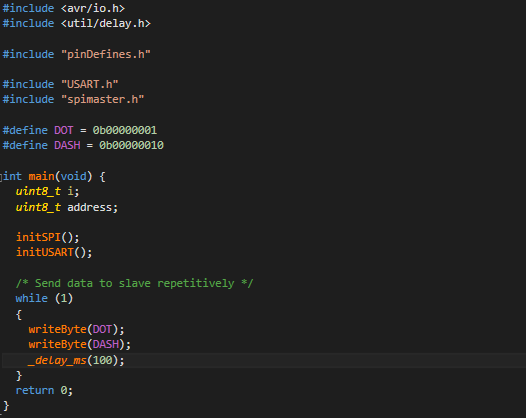 #include <avr/io.h>
#include <util/delay.h>
#include "pinDefines.h"
#include "USART.h"
#include "spimaster.h"
#define DOT = 0b00000001
#define DASH = 0b00000010
int main(void) {
uint8_t i;
uint8_t address;
initSPI();
initUSART();
/* Send data to slave repetitively */
while (1)
{
writeByte(DOT);
writeByte(DASH);
_delay_ms(100);
}
return 0;
}